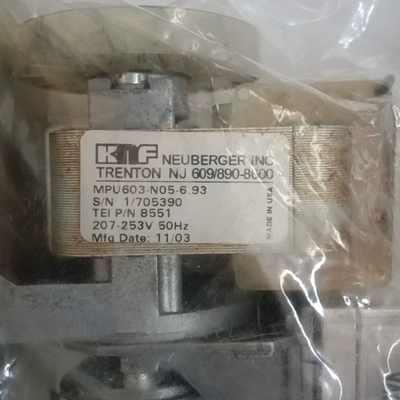 KNF NEUBERGER INC
TRENTON NJ 609/890-8600
MPU603-N05-6.93
S/N 1/705390
TEI P/N 8551
207-253V 50Hz
Mfg Date: 11/03
MADE IN USA